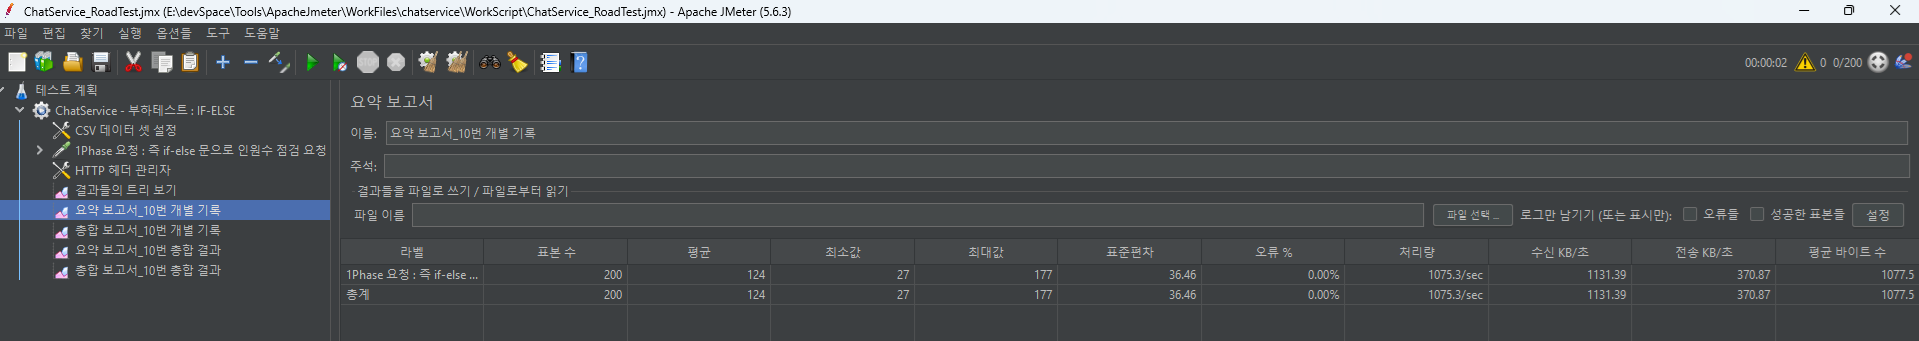 ChatService_RoadTest.jmx (E:\devSpace\Tools\ApacheJmeter\WorkFiles\chatservice\WorkScript\ChatService_RoadTest.jmx) - Apache JMeter (5.6.3)
파일 편집 찾기 실행 옵션들 도구 도움말
STOP
00:00:02 0 0/200
테스트 계획
ChatService - 부하테스트 : IF-ELSE
CSV 데이터 셋 설정
1Phase 요청 : 즉 if-else 문으로 인원수 점검 요청
HTTP 헤더 관리자
결과들의 트리 보기
요약 보고서_10번 개별 기록
총합 보고서_10번 개별 기록
요약 보고서_10번 총합 결과
총합 보고서_10번 총합 결과
요약 보고서
이름: 요약 보고서_10번 개별 기록
주석:
결과들을 파일로 쓰기 / 파일로부터 읽기
파일 이름 파일 선택 ... 로그만 남기기 (또는 표시만): 오류들 성공한 표본들 설정
라벨 표본 수 평균 최소값 최대값 표준편차 오류 % 처리량 수신 KB/초 전송 KB/초 평균 바이트 수
1Phase 요청 : 즉 if-else ... 200 124 27 177 36.46 0.00% 1075.3/sec 1131.39 370.87 1077.5
총계 200 124 27 177 36.46 0.00% 1075.3/sec 1131.39 370.87 1077.5